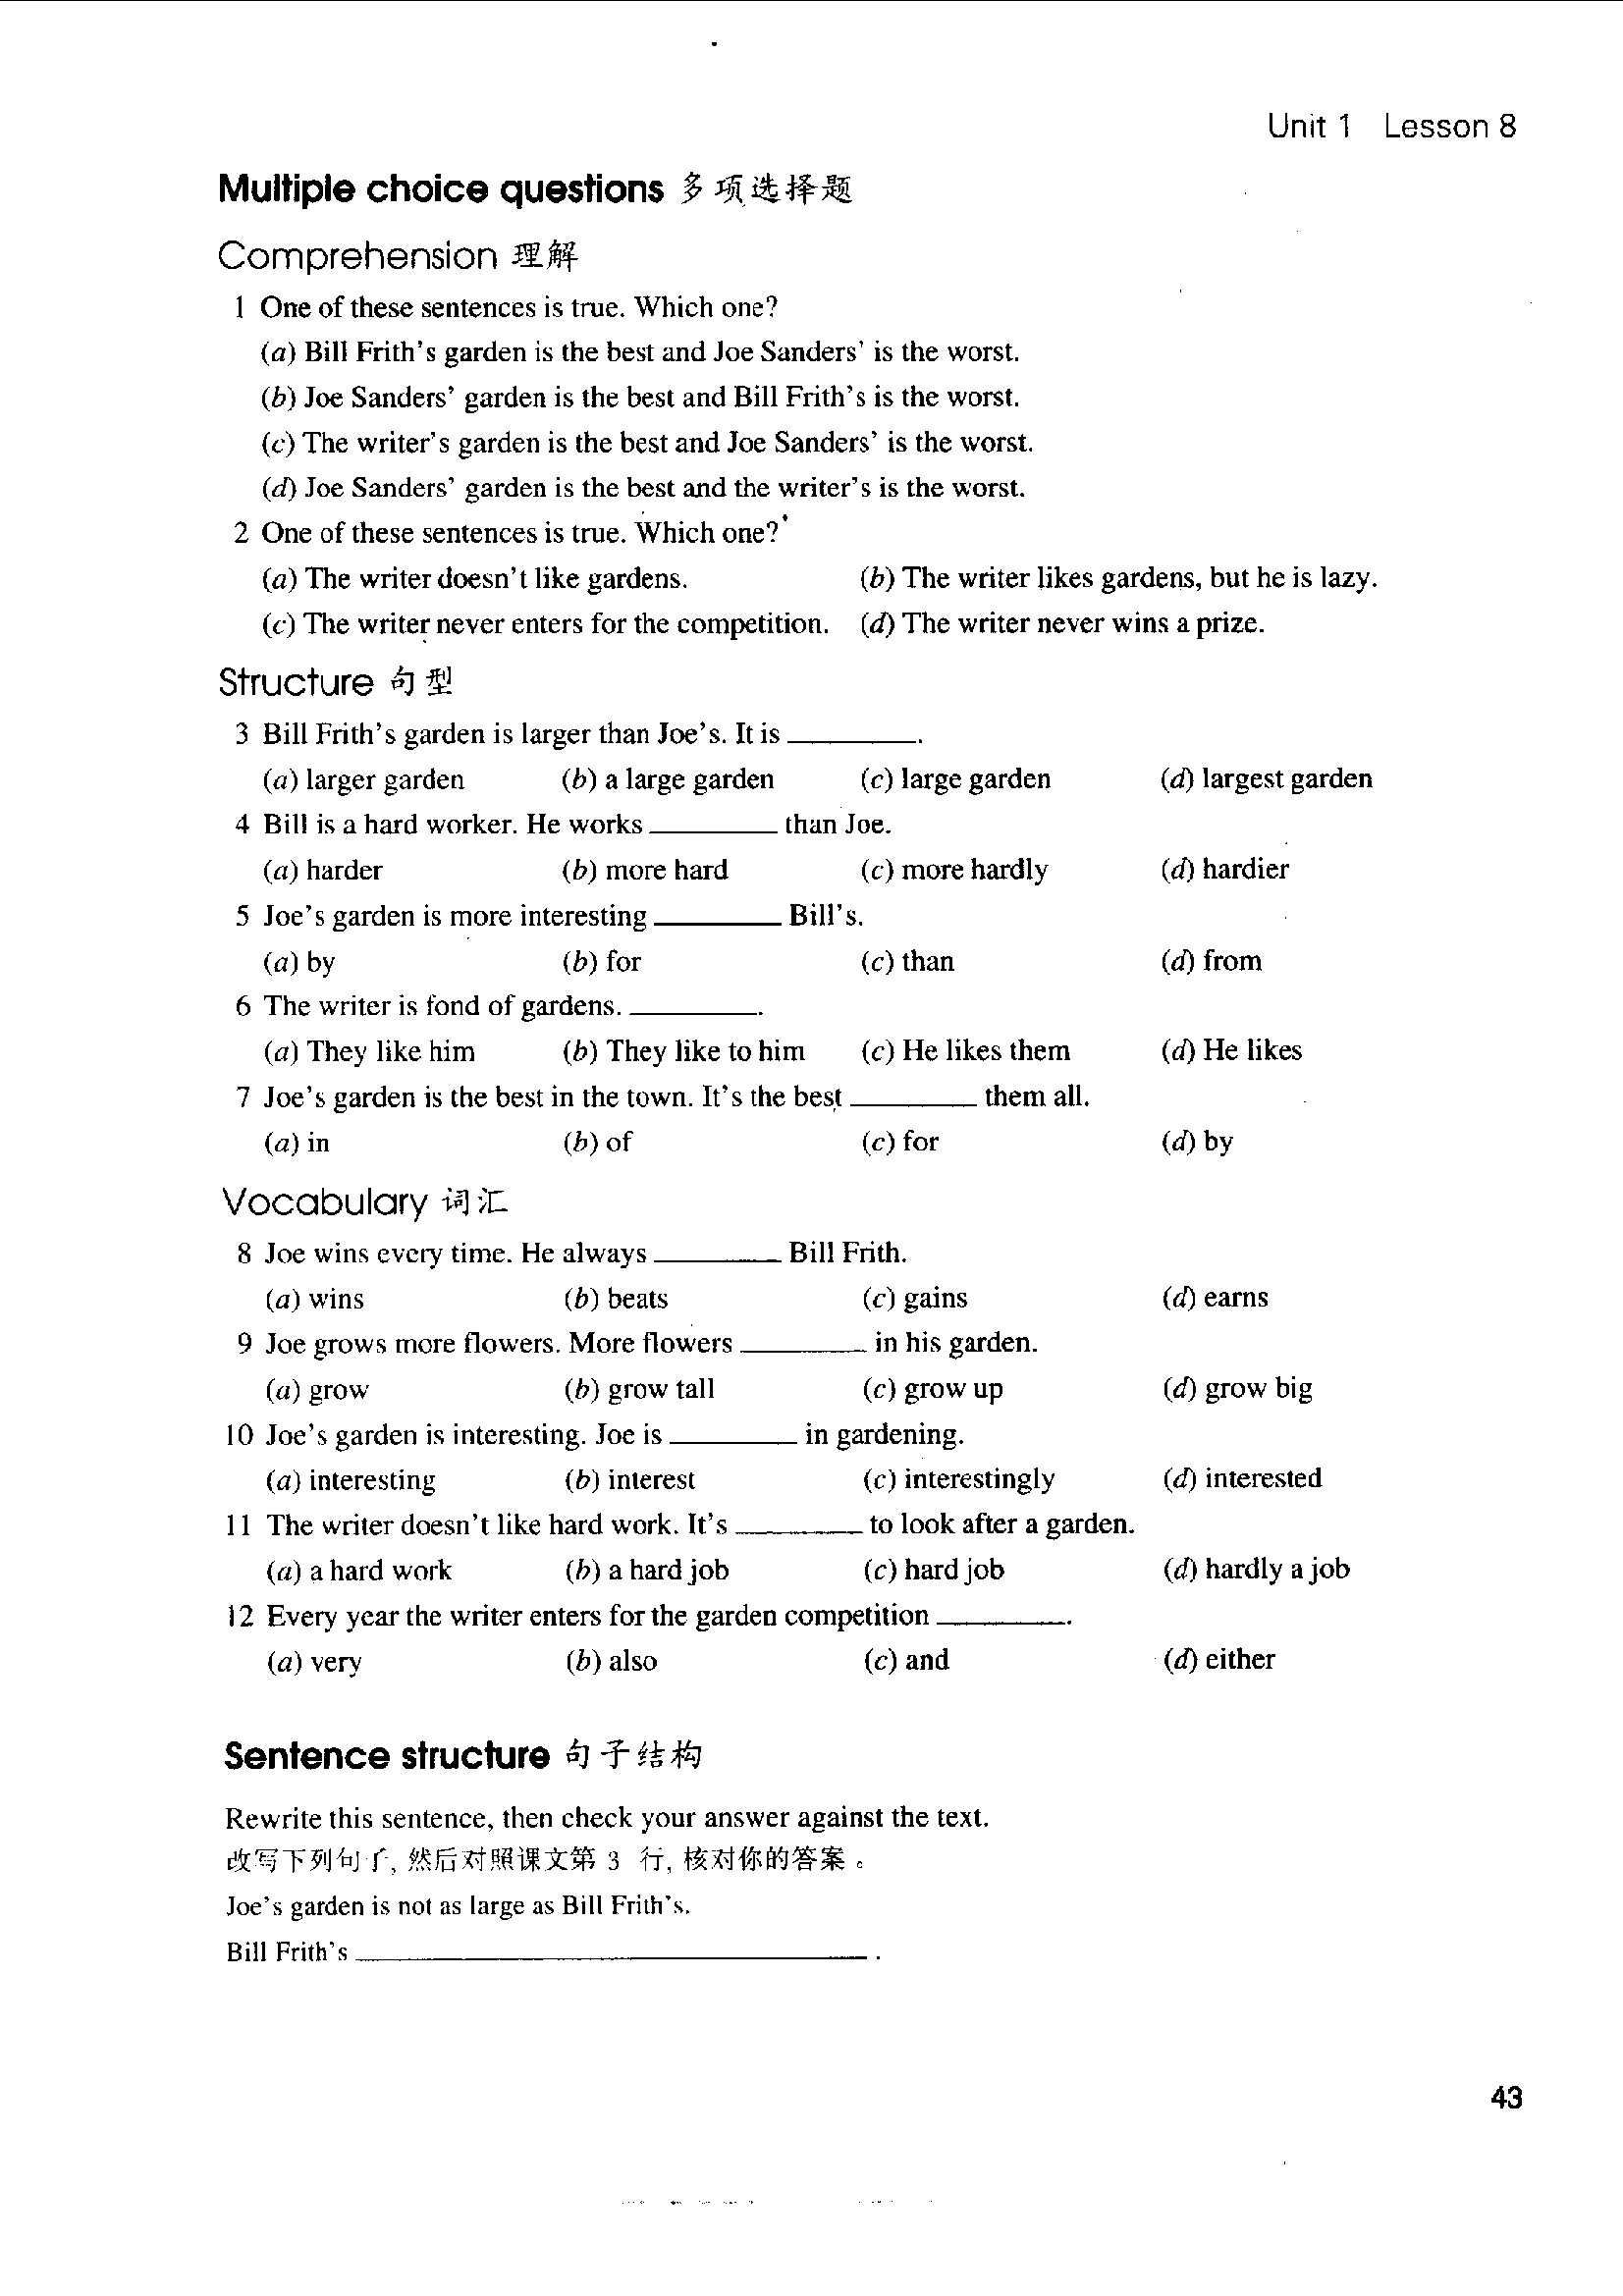 Unit 1 Lesson 8
Multiple choice questions 多项选择题
Comprehension 理解
1 One of these sentences is true. Which one?
(a) Bill Frith's garden is the best and Joe Sanders' is the worst.
(b) Joe Sanders' garden is the best and Bill Frith's is the worst.
(c) The writer's garden is the best and Joe Sanders' is the worst.
(d) Joe Sanders' garden is the best and the writer's is the worst.
2 One of these sentences is true. Which one?
(a) The writer doesn't like gardens. (b) The writer likes gardens, but he is lazy.
(c) The writer never enters for the competition. (d) The writer never wins a prize.
Structure 句型
3 Bill Frith's garden is larger than Joe's. It is ________.
(a) larger garden (b) a large garden (c) large garden (d) largest garden
4 Bill is a hard worker. He works ________ than Joe.
(a) harder (b) more hard (c) more hardly (d) hardier
5 Joe's garden is more interesting ________ Bill's.
(a) by (b) for (c) than (d) from
6 The writer is fond of gardens. ________.
(a) They like him (b) They like to him (c) He likes them (d) He likes
7 Joe's garden is the best in the town. It's the best ________ them all.
(a) in (b) of (c) for (d) by
Vocabulary 词汇
8 Joe wins every time. He always ________ Bill Frith.
(a) wins (b) beats (c) gains (d) earns
9 Joe grows more flowers. More flowers ________ in his garden.
(a) grow (b) grow tall (c) grow up (d) grow big
10 Joe's garden is interesting. Joe is ________ in gardening.
(a) interesting (b) interest (c) interestingly (d) interested
11 The writer doesn't like hard work. It's ________ to look after a garden.
(a) a hard work (b) a hard job (c) hard job (d) hardly a job
12 Every year the writer enters for the garden competition ________.
(a) very (b) also (c) and (d) either
Sentence structure 句子结构
Rewrite this sentence, then check your answer against the text.
改写下列句子, 然后对照课文第 3 行, 核对你的答案。
Joe's garden is not as large as Bill Frith's.
Bill Frith's ________________________________ .
43